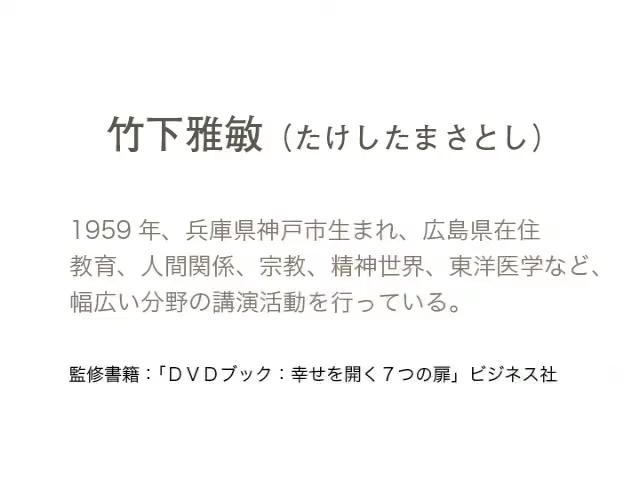 竹下雅敏（たけしたまさとし）
1959 年、兵庫県神戸市生まれ、広島県在住
教育、人間関係、宗教、精神世界、東洋医学など、
幅広い分野の講演活動を行っている。
監修書籍：「ＤＶＤブック：幸せを開く７つの扉」ビジネス社